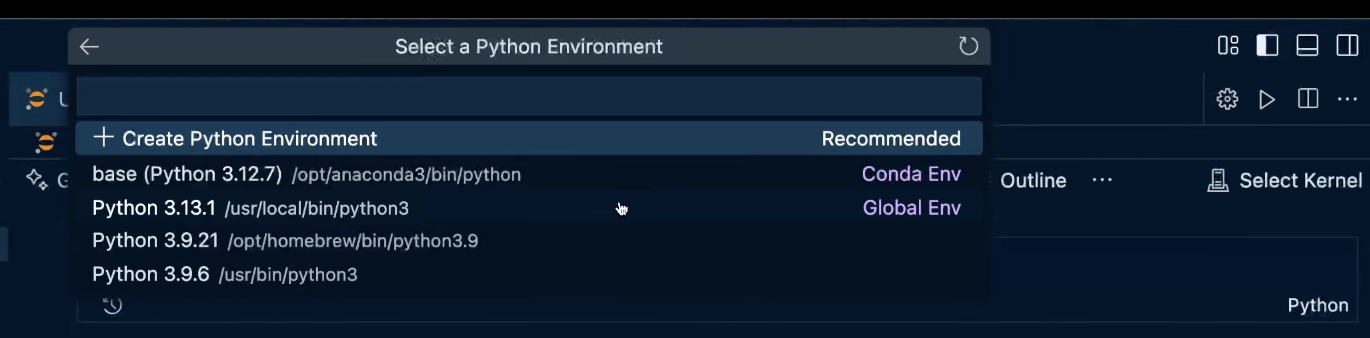 Select a Python Environment
U
+ Create Python Environment Recommended
base (Python 3.12.7) /opt/anaconda3/bin/python Conda Env
G Outline ... Select Kernel
Python 3.13.1 /usr/local/bin/python3 Global Env
Python 3.9.21 /opt/homebrew/bin/python3.9
Python 3.9.6 /usr/bin/python3
Python